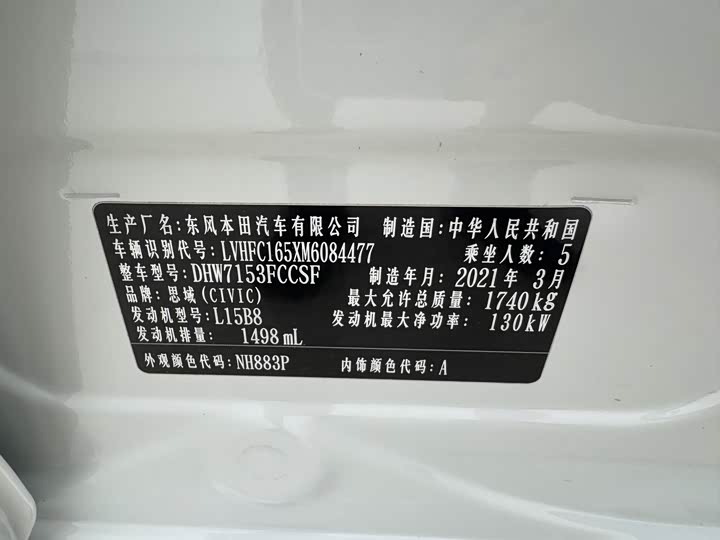 生产厂名:东风本田汽车有限公司 制造国:中华人民共和国
车辆识别代号:LVHFC165XM6084477 乘坐人数:5
整车型号:DHW7153FCCSF 制造年月:2021年 3月
品牌:思域(CIVIC) 最大允许总质量:1740kg
发动机型号:L15B8 发动机最大净功率:130kW
发动机排量:1498mL
外观颜色代码:NH883P 内饰颜色代码:A